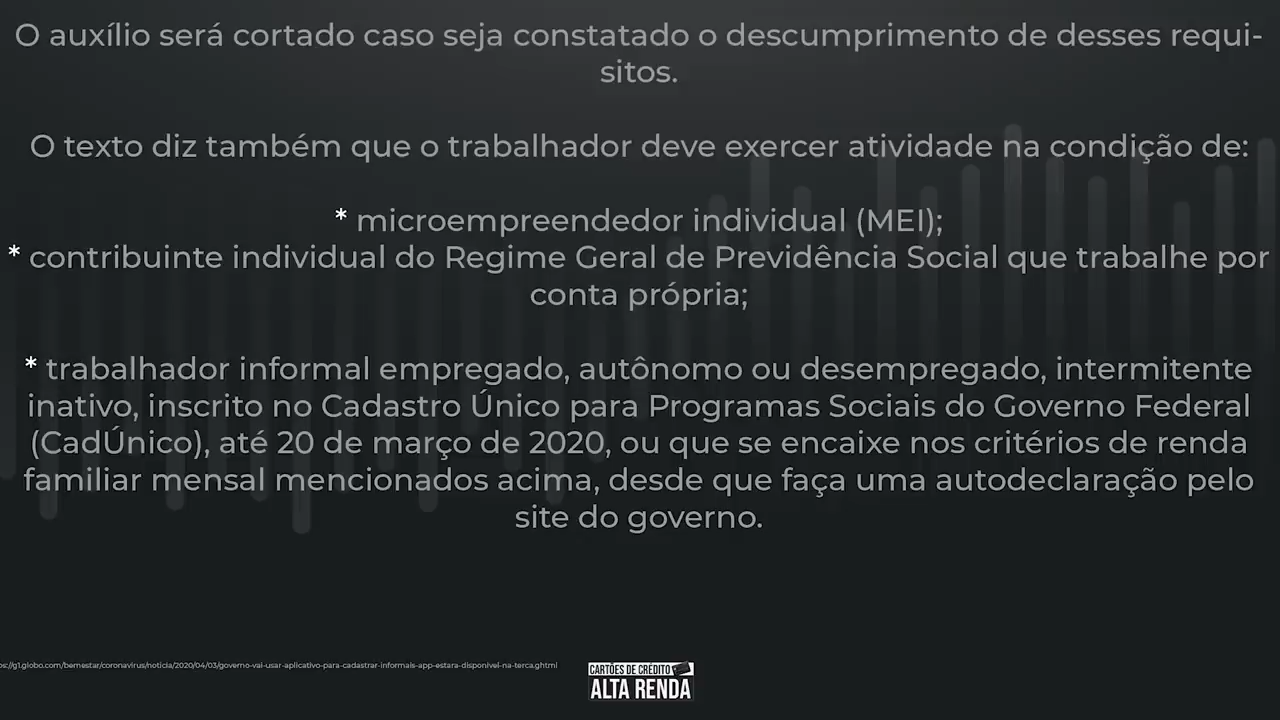 O auxílio será cortado caso seja constatado o descumprimento de desses requi-
sitos.
O texto diz também que o trabalhador deve exercer atividade na condição de:
* microempreendedor individual (MEI);
* contribuinte individual do Regime Geral de Previdência Social que trabalhe por
conta própria;
* trabalhador informal empregado, autônomo ou desempregado, intermitente
inativo, inscrito no Cadastro Único para Programas Sociais do Governo Federal
(CadÚnico), até 20 de março de 2020, ou que se encaixe nos critérios de renda
familiar mensal mencionados acima, desde que faça uma autodeclaração pelo
site do governo.
ps://g1.globo.com/bemestar/coronavirus/noticia/2020/04/03/governo-vai-usar-aplicativo-para-cadastrar-informais-app-estara-disponivel-na-terca.ghtml
CARTÕES DE CRÉDITO
ALTA RENDA